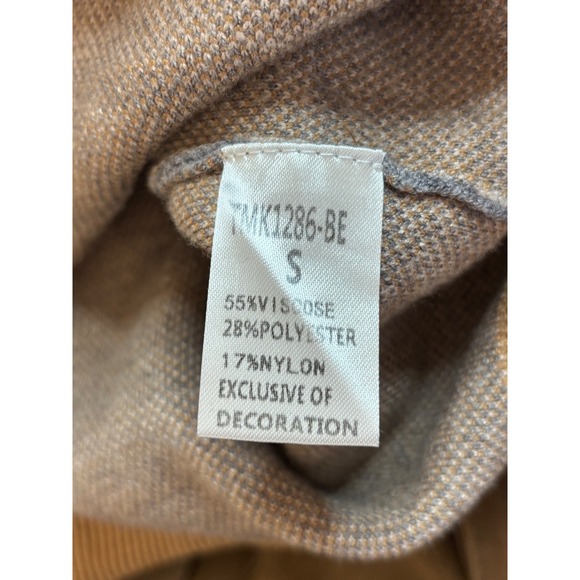 TMK1286-BE
S
55%VISCOSE
28%POLYESTER
17%NYLON
EXCLUSIVE OF
DECORATION